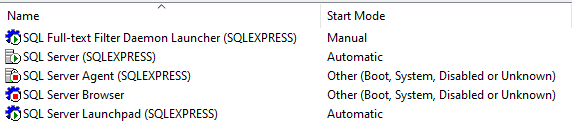 Name Start Mode
SQL Full-text Filter Daemon Launcher (SQLEXPRESS) Manual
SQL Server (SQLEXPRESS) Automatic
SQL Server Agent (SQLEXPRESS) Other (Boot, System, Disabled or Unknown)
SQL Server Browser Other (Boot, System, Disabled or Unknown)
SQL Server Launchpad (SQLEXPRESS) Automatic